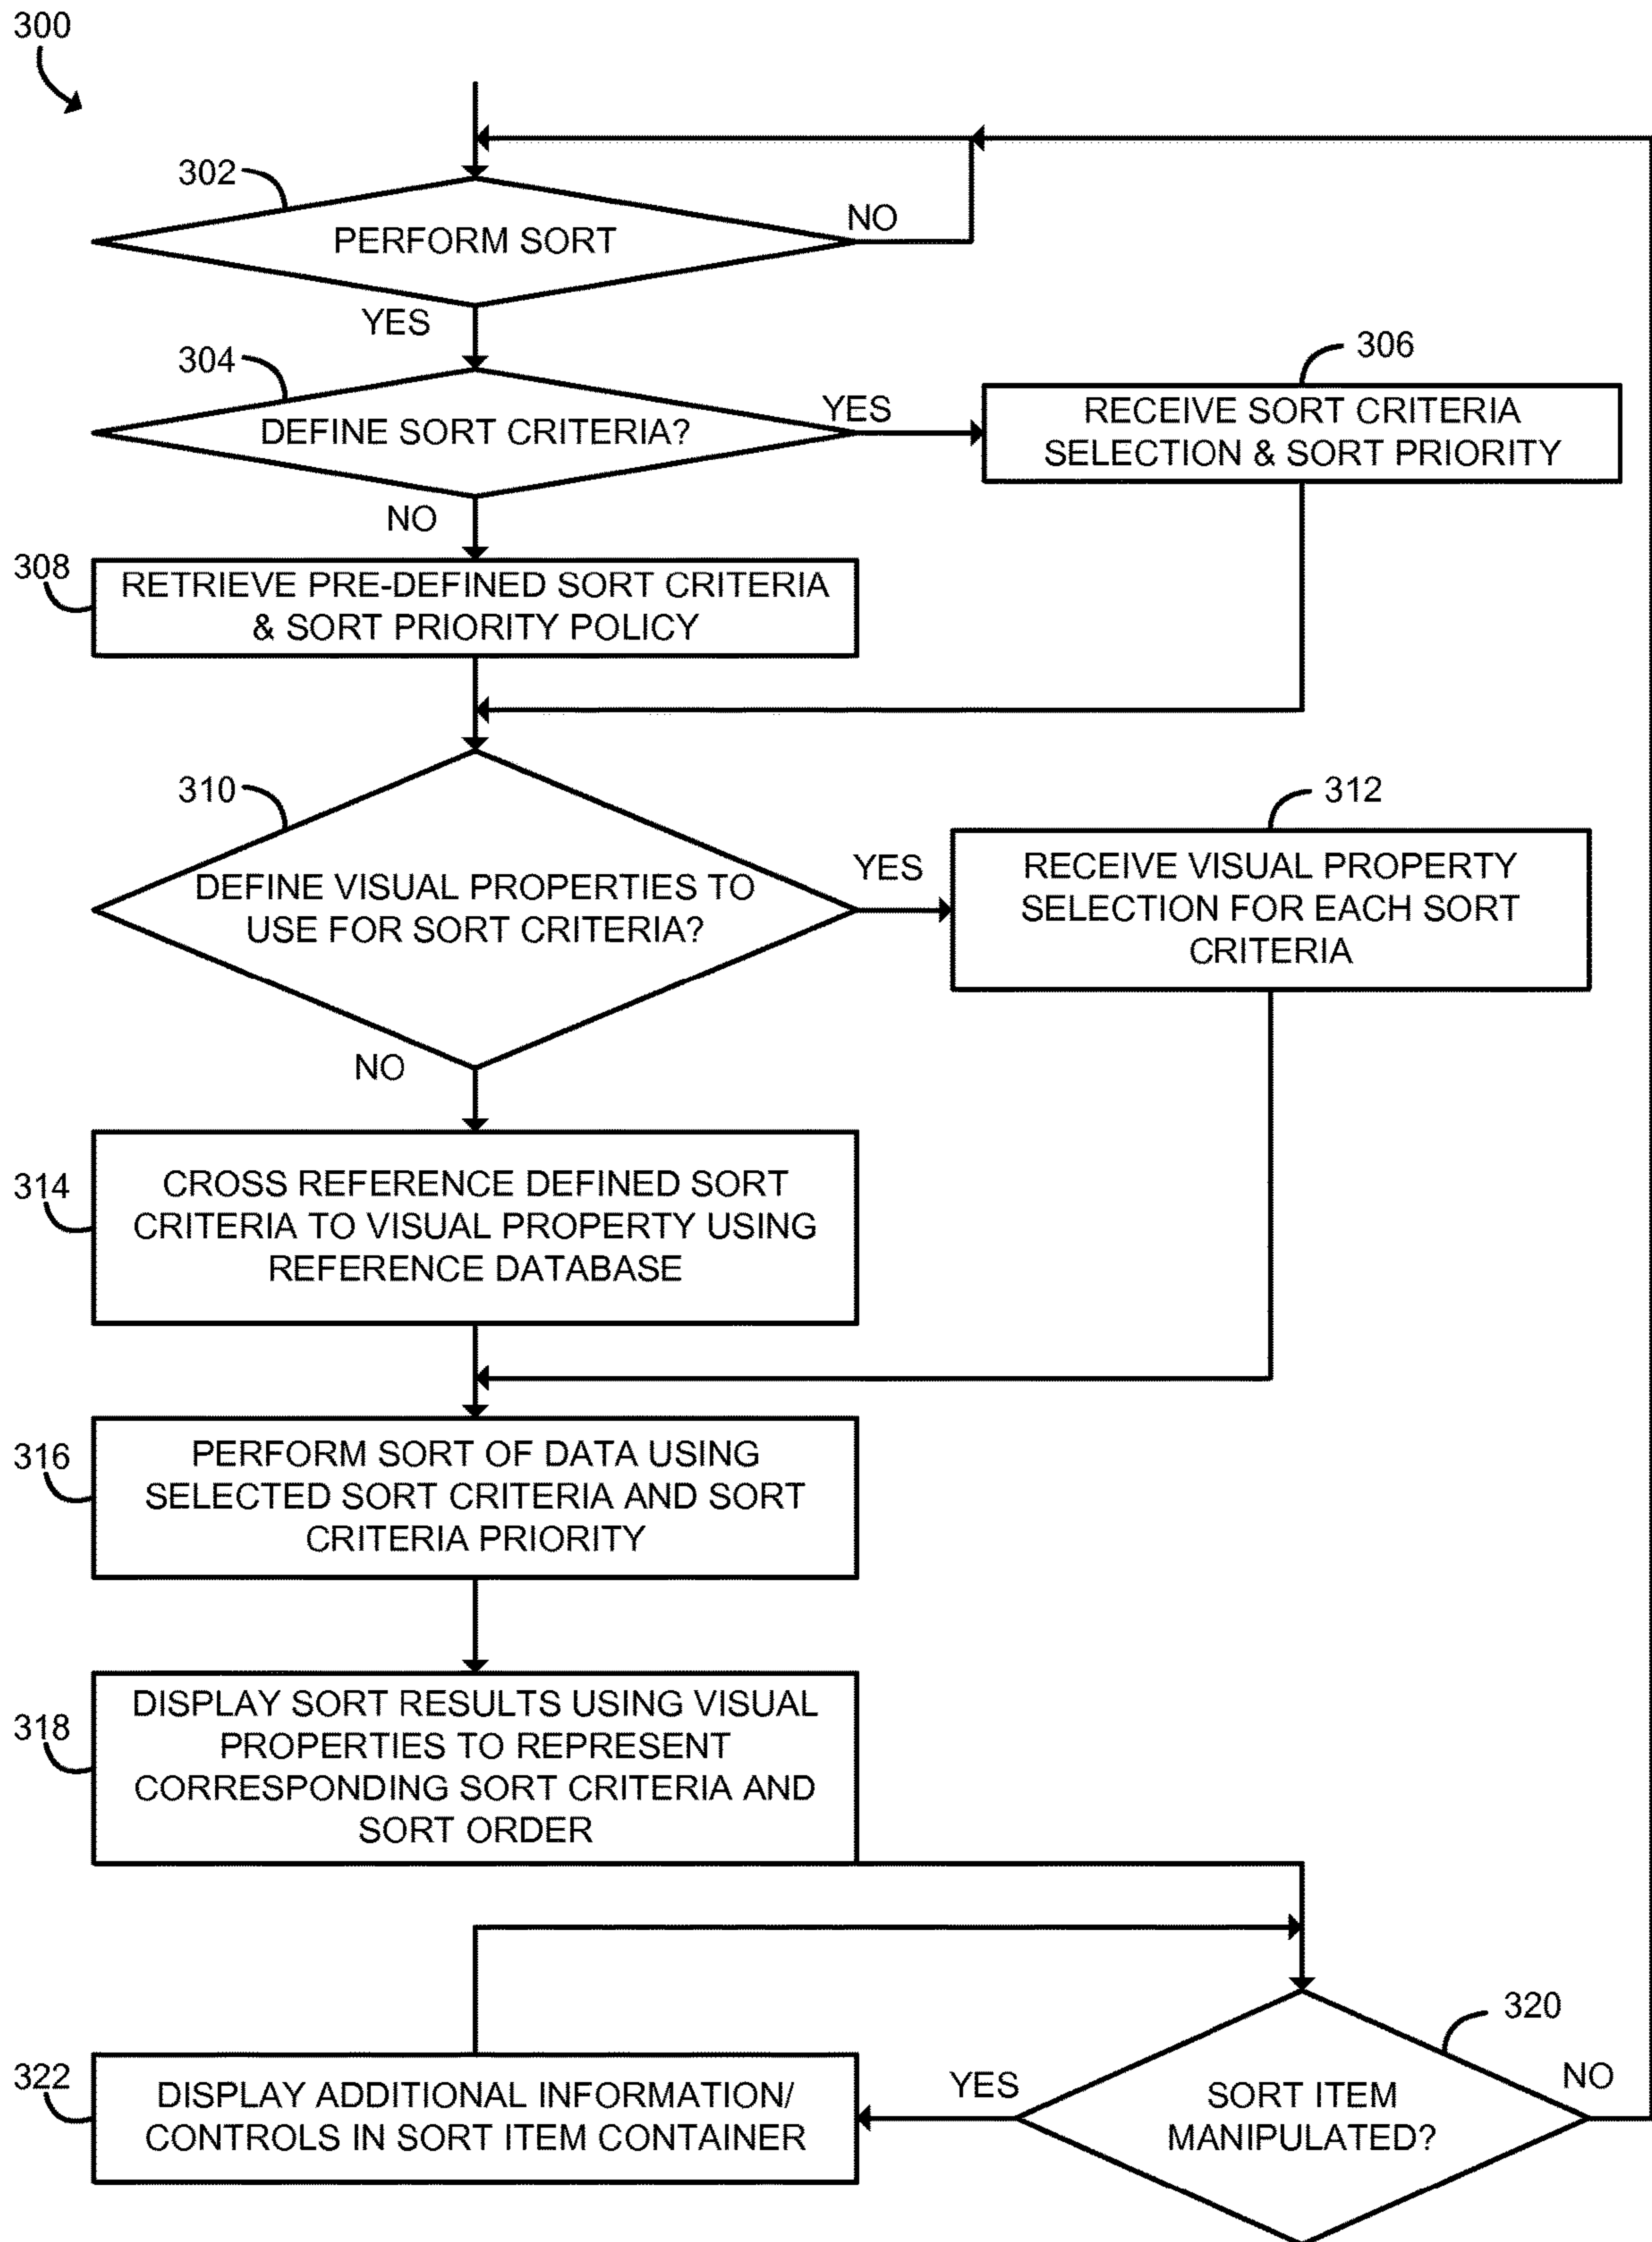 300
302
PERFORM SORT
NO
YES
304
DEFINE SORT CRITERIA?
YES
306
RECEIVE SORT CRITERIA
SELECTION & SORT PRIORITY
NO
308
RETRIEVE PRE-DEFINED SORT CRITERIA
& SORT PRIORITY POLICY
310
DEFINE VISUAL PROPERTIES TO
USE FOR SORT CRITERIA?
YES
312
RECEIVE VISUAL PROPERTY
SELECTION FOR EACH SORT
CRITERIA
NO
314
CROSS REFERENCE DEFINED SORT
CRITERIA TO VISUAL PROPERTY USING
REFERENCE DATABASE
316
PERFORM SORT OF DATA USING
SELECTED SORT CRITERIA AND SORT
CRITERIA PRIORITY
318
DISPLAY SORT RESULTS USING VISUAL
PROPERTIES TO REPRESENT
CORRESPONDING SORT CRITERIA AND
SORT ORDER
320
SORT ITEM
MANIPULATED?
NO
YES
322
DISPLAY ADDITIONAL INFORMATION/
CONTROLS IN SORT ITEM CONTAINER